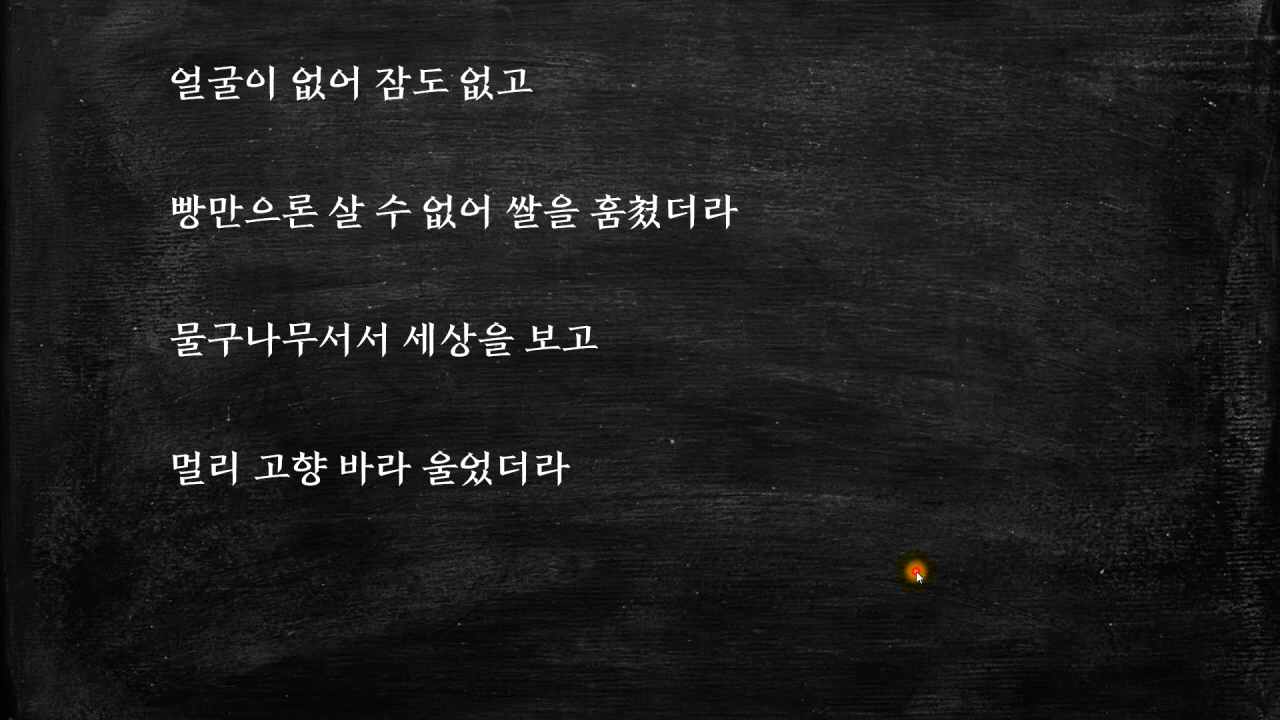 얼굴이 없어 잠도 없고
빵만으론 살 수 없어 쌀을 훔쳤더라
물구나무서서 세상을 보고
멀리 고향 바라 울었더라